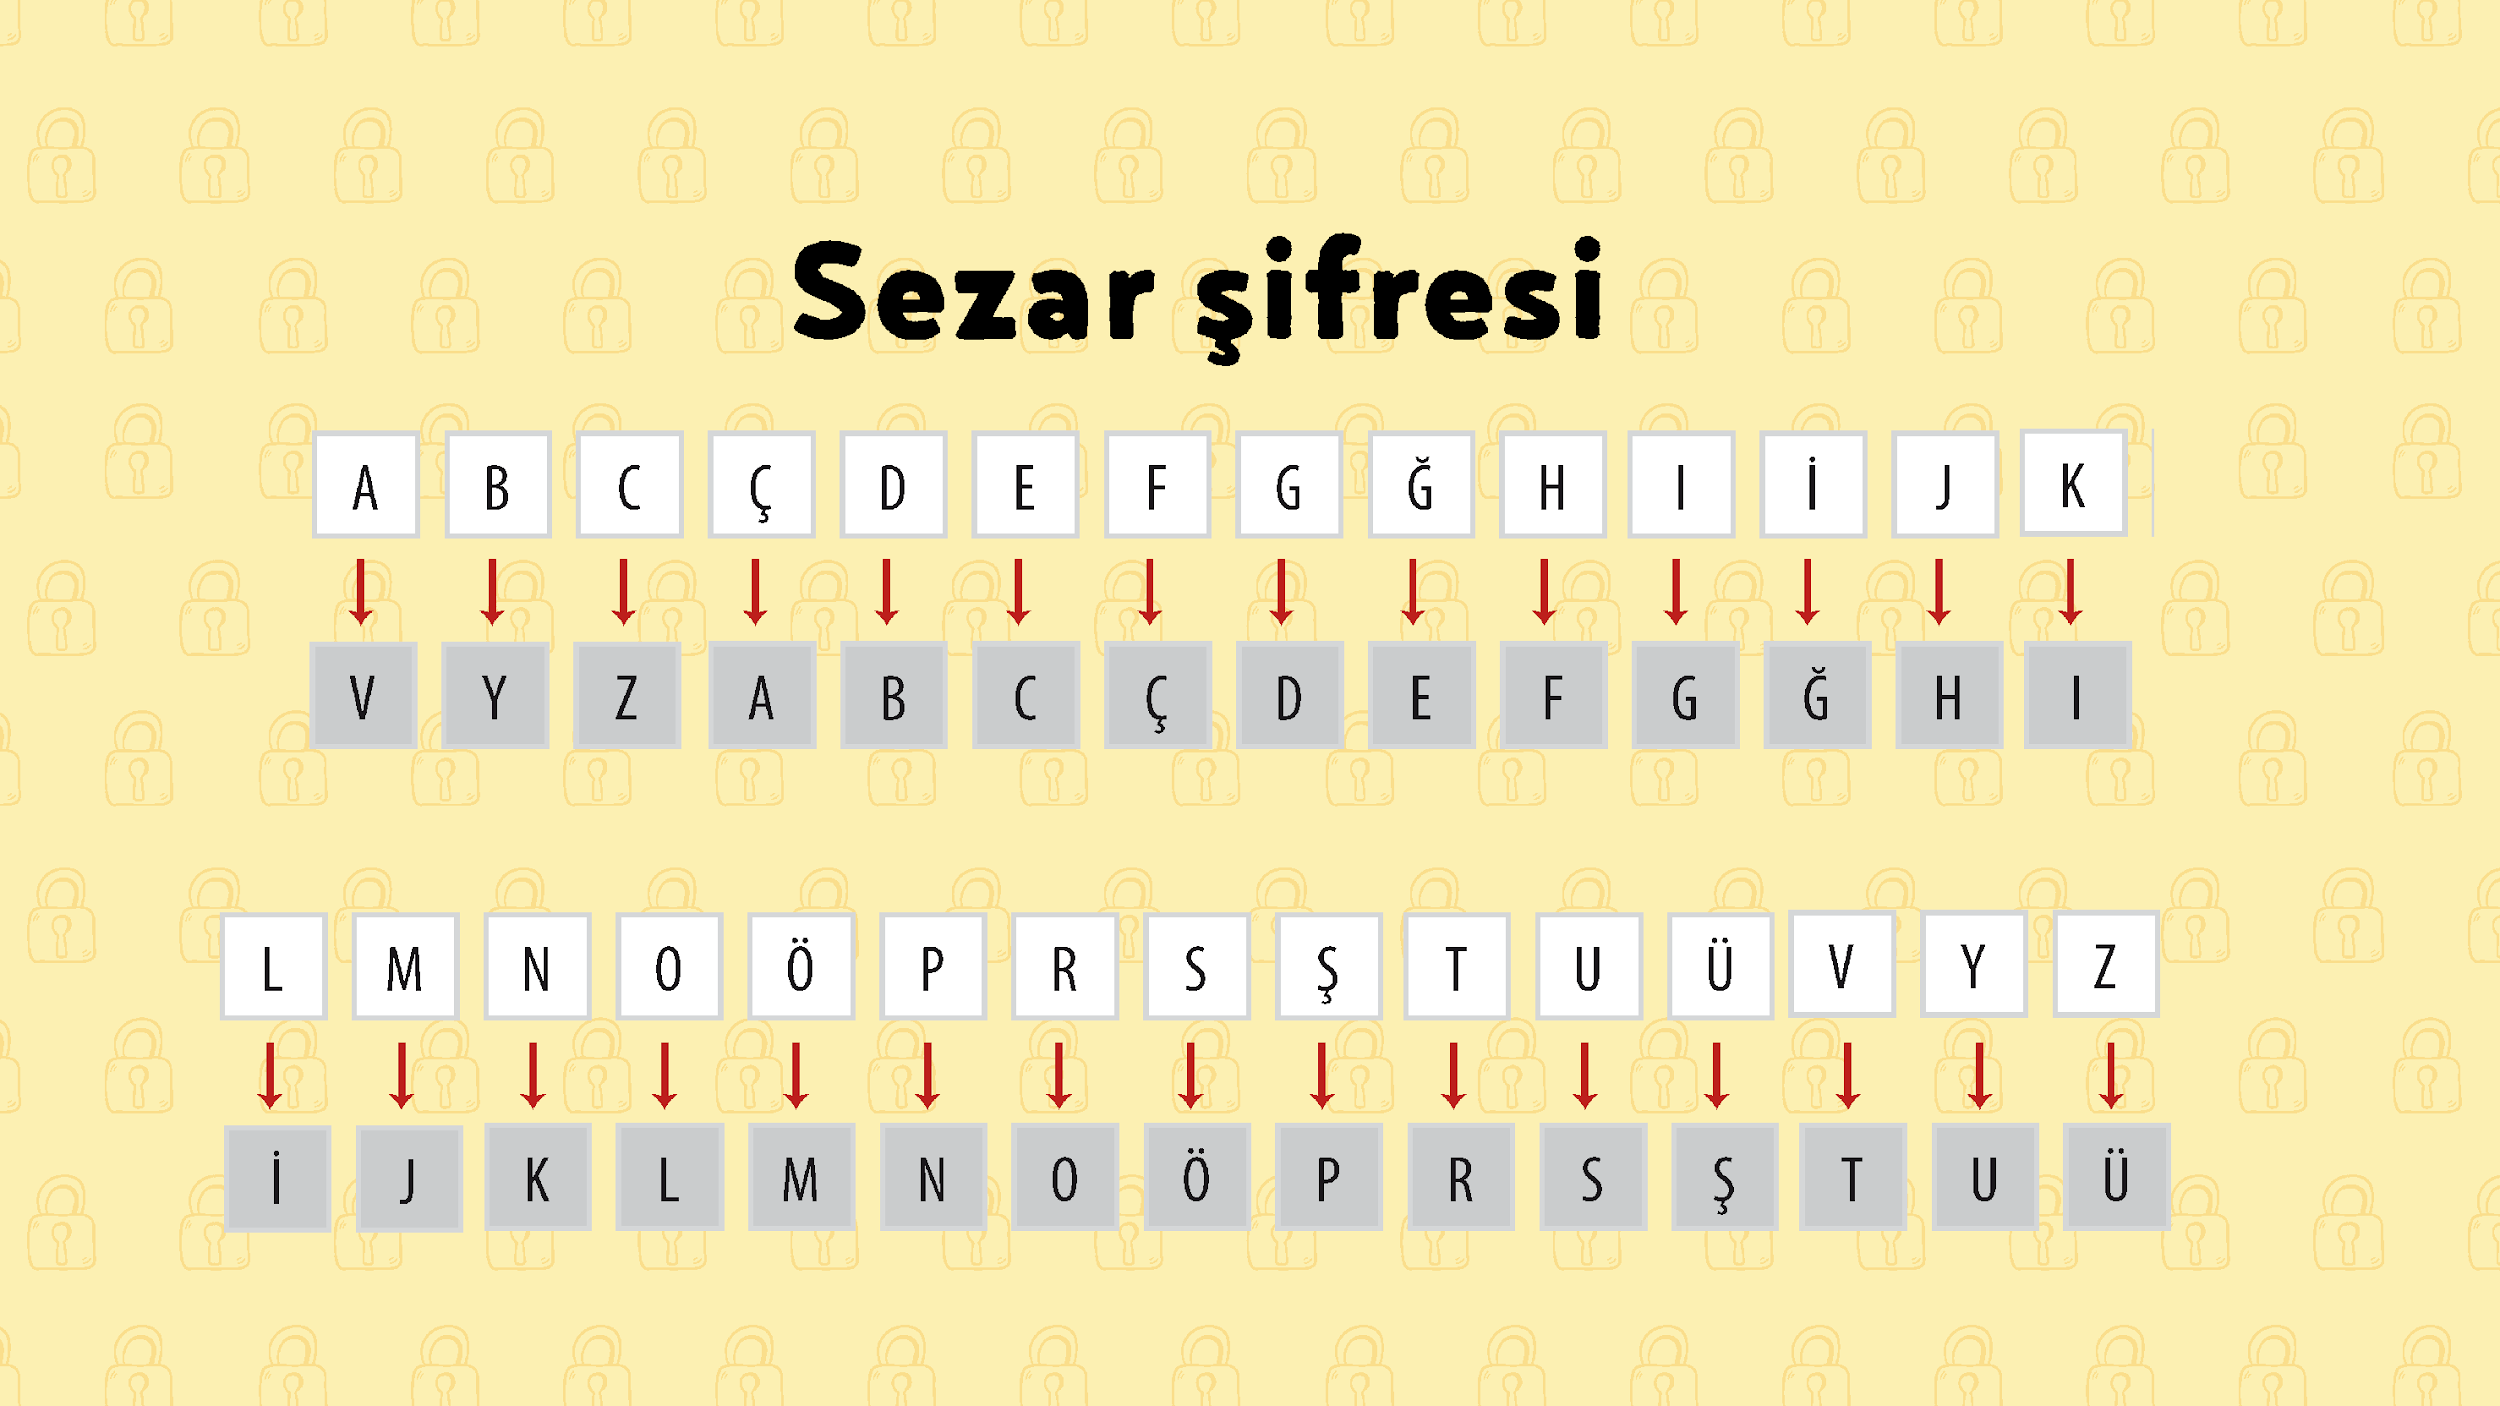 Sezar şifresi
A B C Ç D E F G Ğ H I İ J K
V Y Z A B C Ç D E F G Ğ H I
L M N O Ö P R S Ş T U Ü V Y Z
İ J K L M N O Ö P R S Ş T U Ü